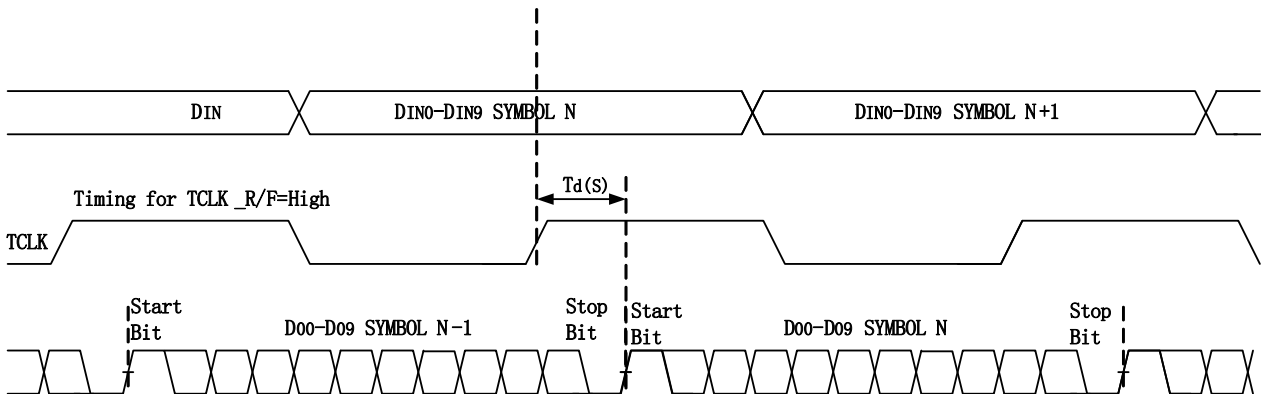 DIN
DIN0-DIN9 SYMBOL N
DIN0-DIN9 SYMBOL N+1
Timing for TCLK _R/F=High
Td(S)
TCLK
Start
Bit
D00-D09 SYMBOL N-1
Stop
Bit
Start
Bit
D00-D09 SYMBOL N
Stop
Bit